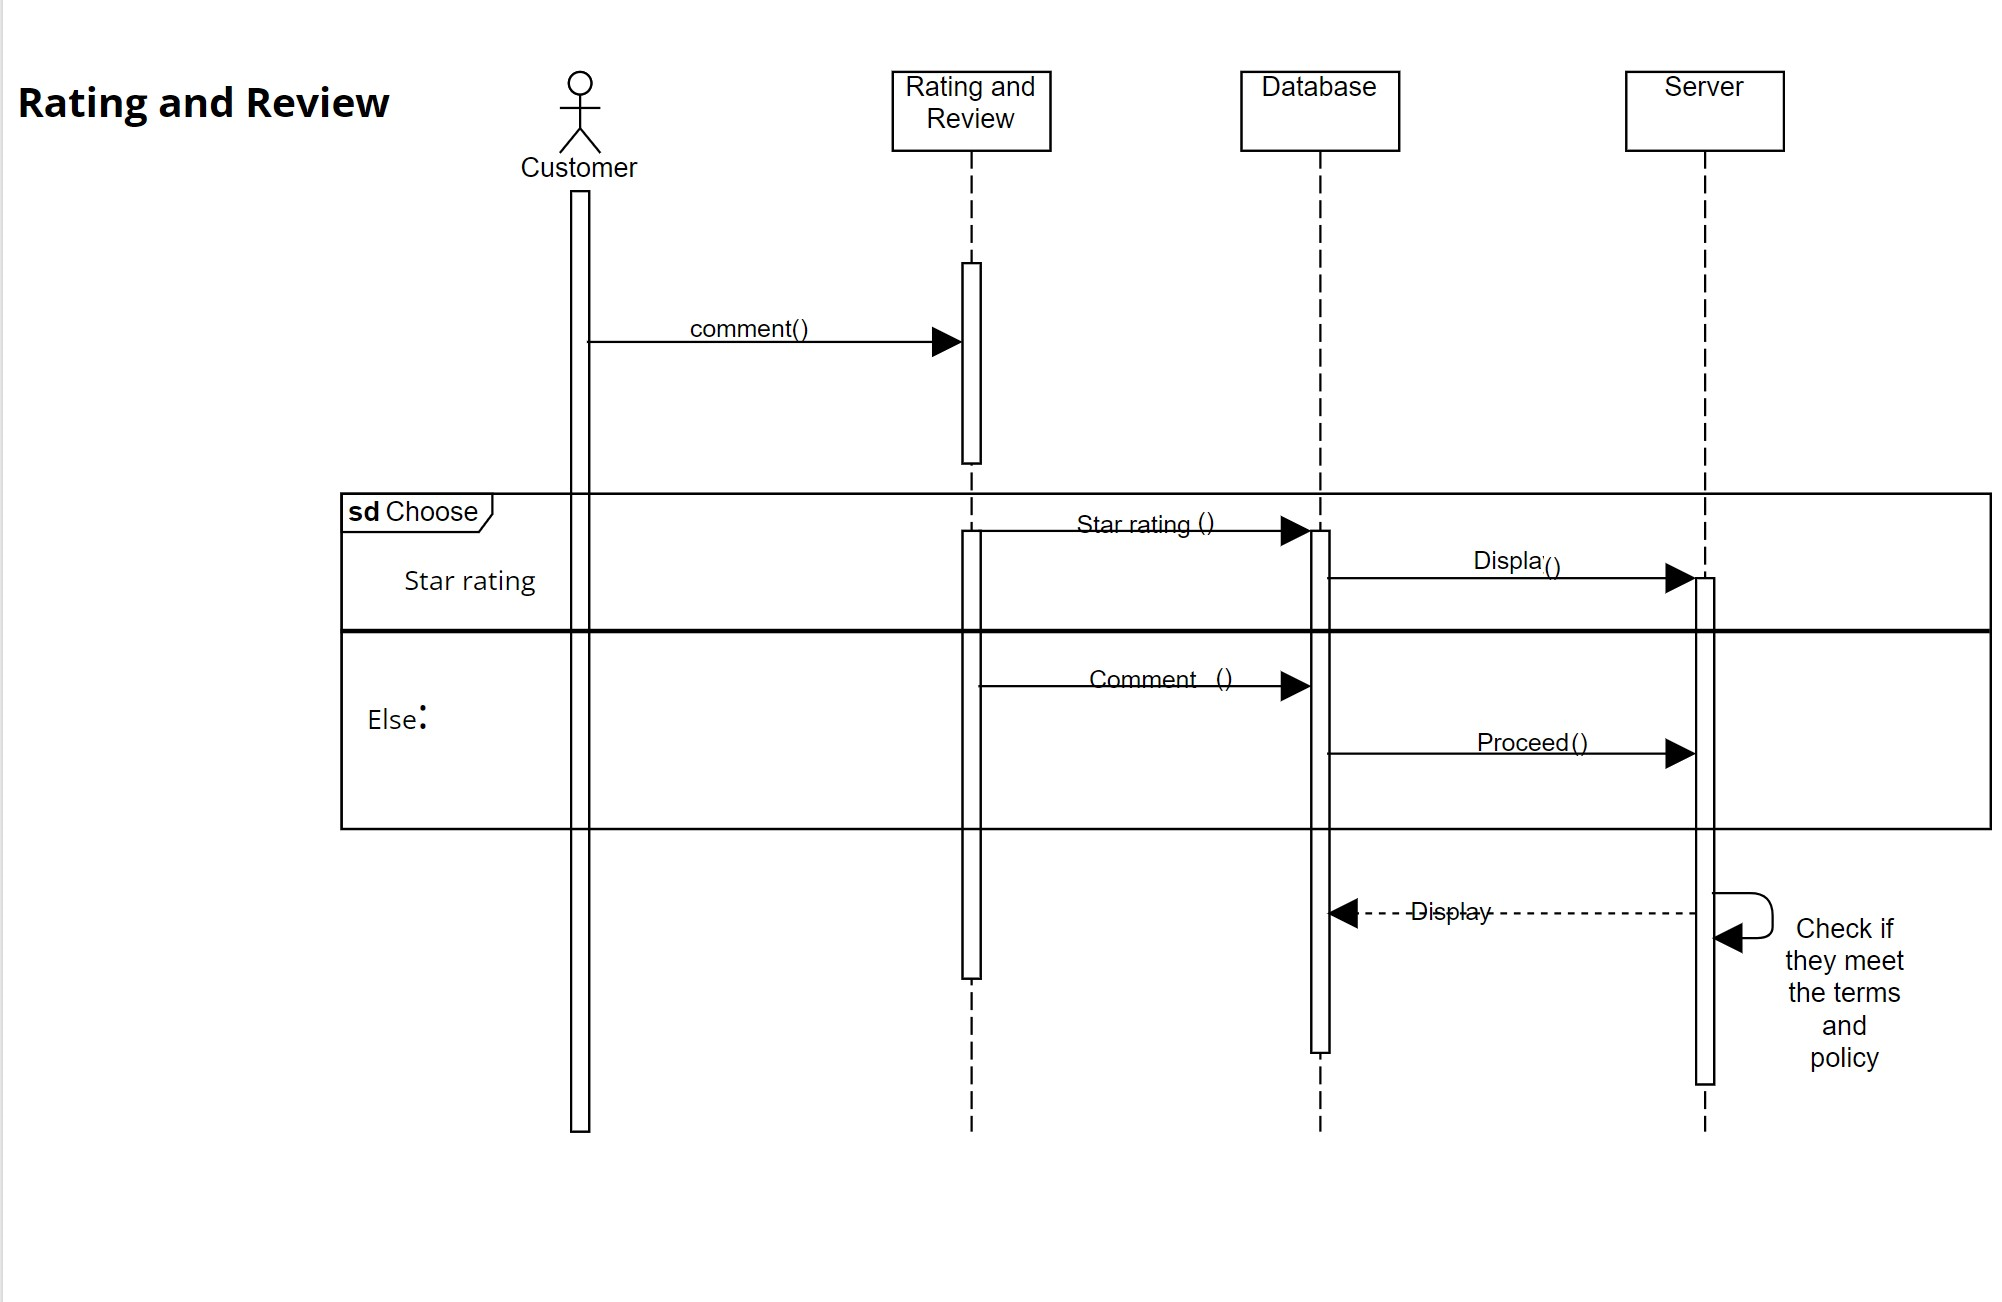 Rating and Review
Customer
Rating and
Review
Database
Server
comment()
sd Choose
Star rating ()
Displa()
Star rating
Comment ()
Else:
Proceed()
Display
Check if
they meet
the terms
and
policy